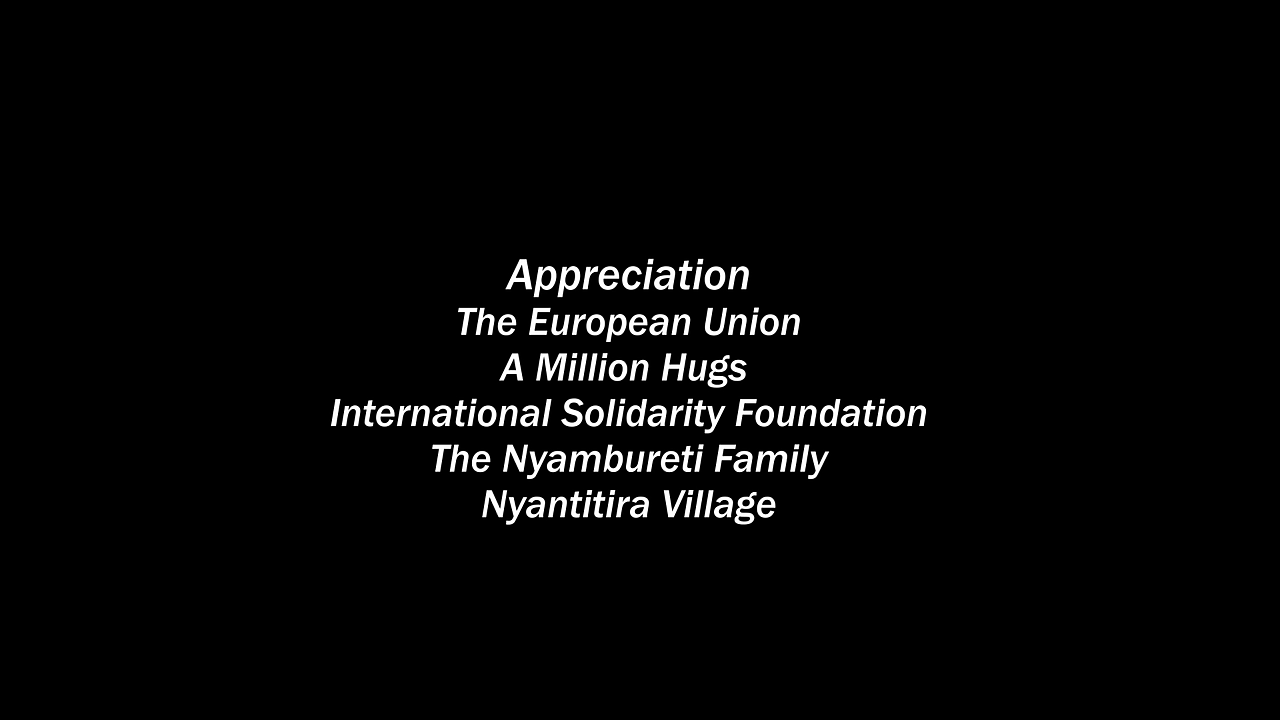 Appreciation
The European Union
A Million Hugs
International Solidarity Foundation
The Nyambureti Family
Nyantitira Village